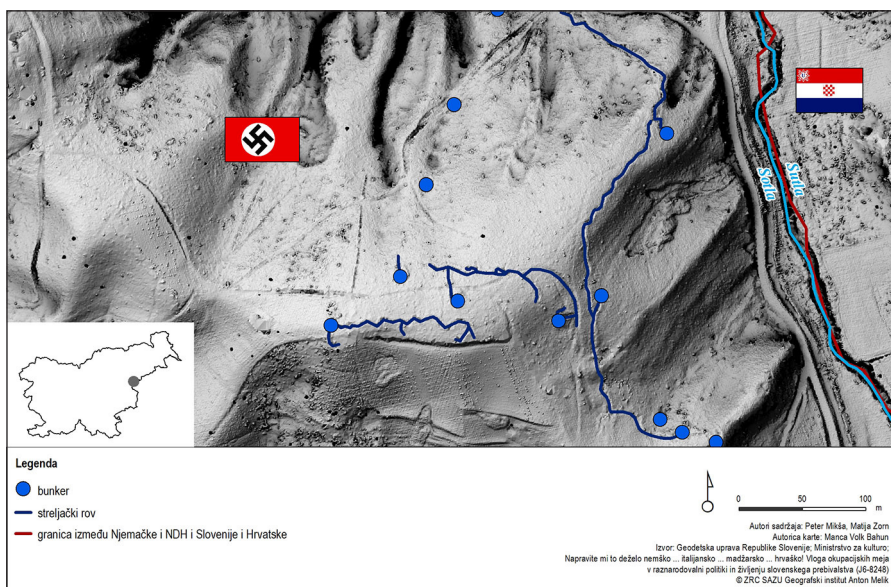 Sotla
Sutla
Legenda
bunker
streljački rov
granica između Njemačke i NDH i Slovenije i Hrvatske
0 50 100
m
Autori sadržaja: Peter Mikša, Matija Zorn
Autorica karte: Manca Volk Bahun
Izvor: Geodetska uprava Republike Slovenije; Ministrstvo za kulturo;
Napravite mi to deželo nemško ... italijansko ... madžarsko ... hrvaško! Vloga okupacijskih meja
v raznarodovalni politiki in življenju slovenskega prebivalstva (J6-8248)
© ZRC SAZU Geografski institut Anton Melik